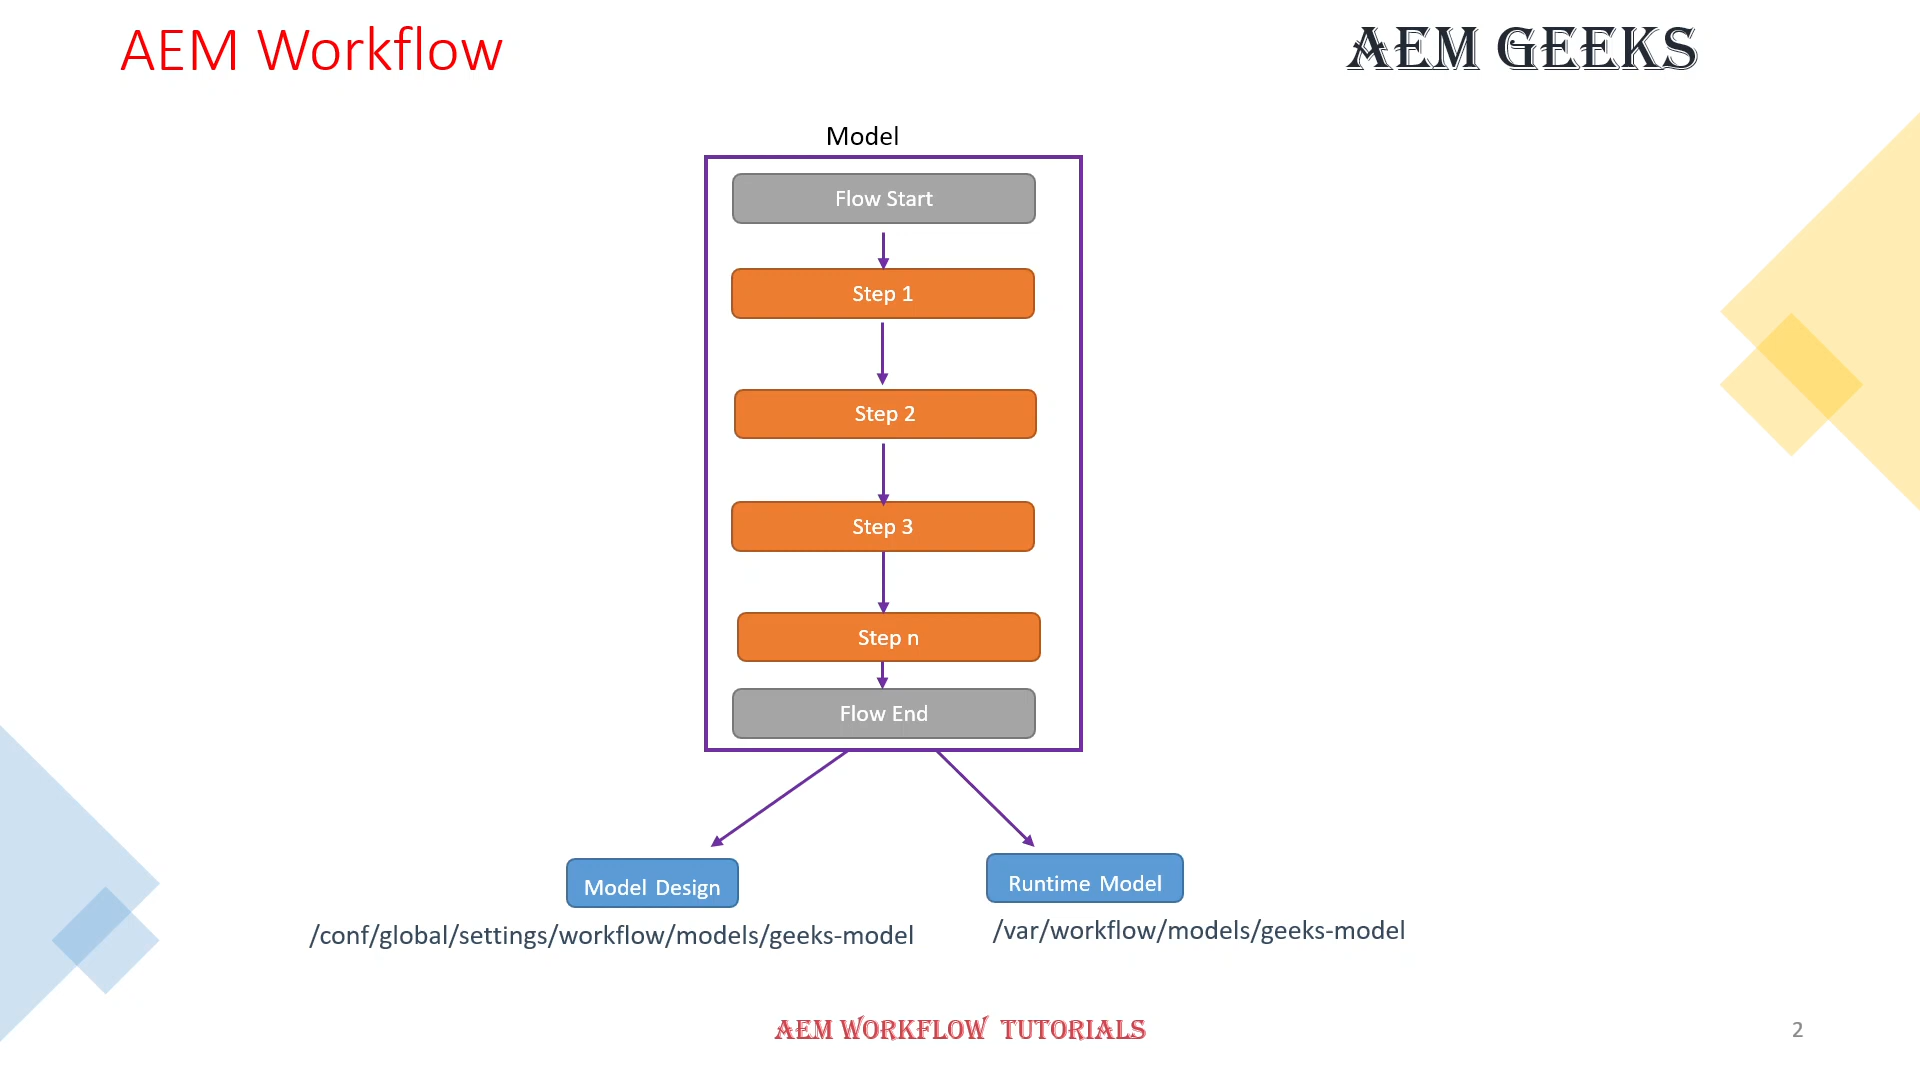 AEM Workflow
AEM GEEKS
Model
Flow Start
Step 1
Step 2
Step 3
Step n
Flow End
Model Design
Runtime Model
/conf/global/settings/workflow/models/geeks-model
/var/workflow/models/geeks-model
AEM WORKFLOW TUTORIALS
2